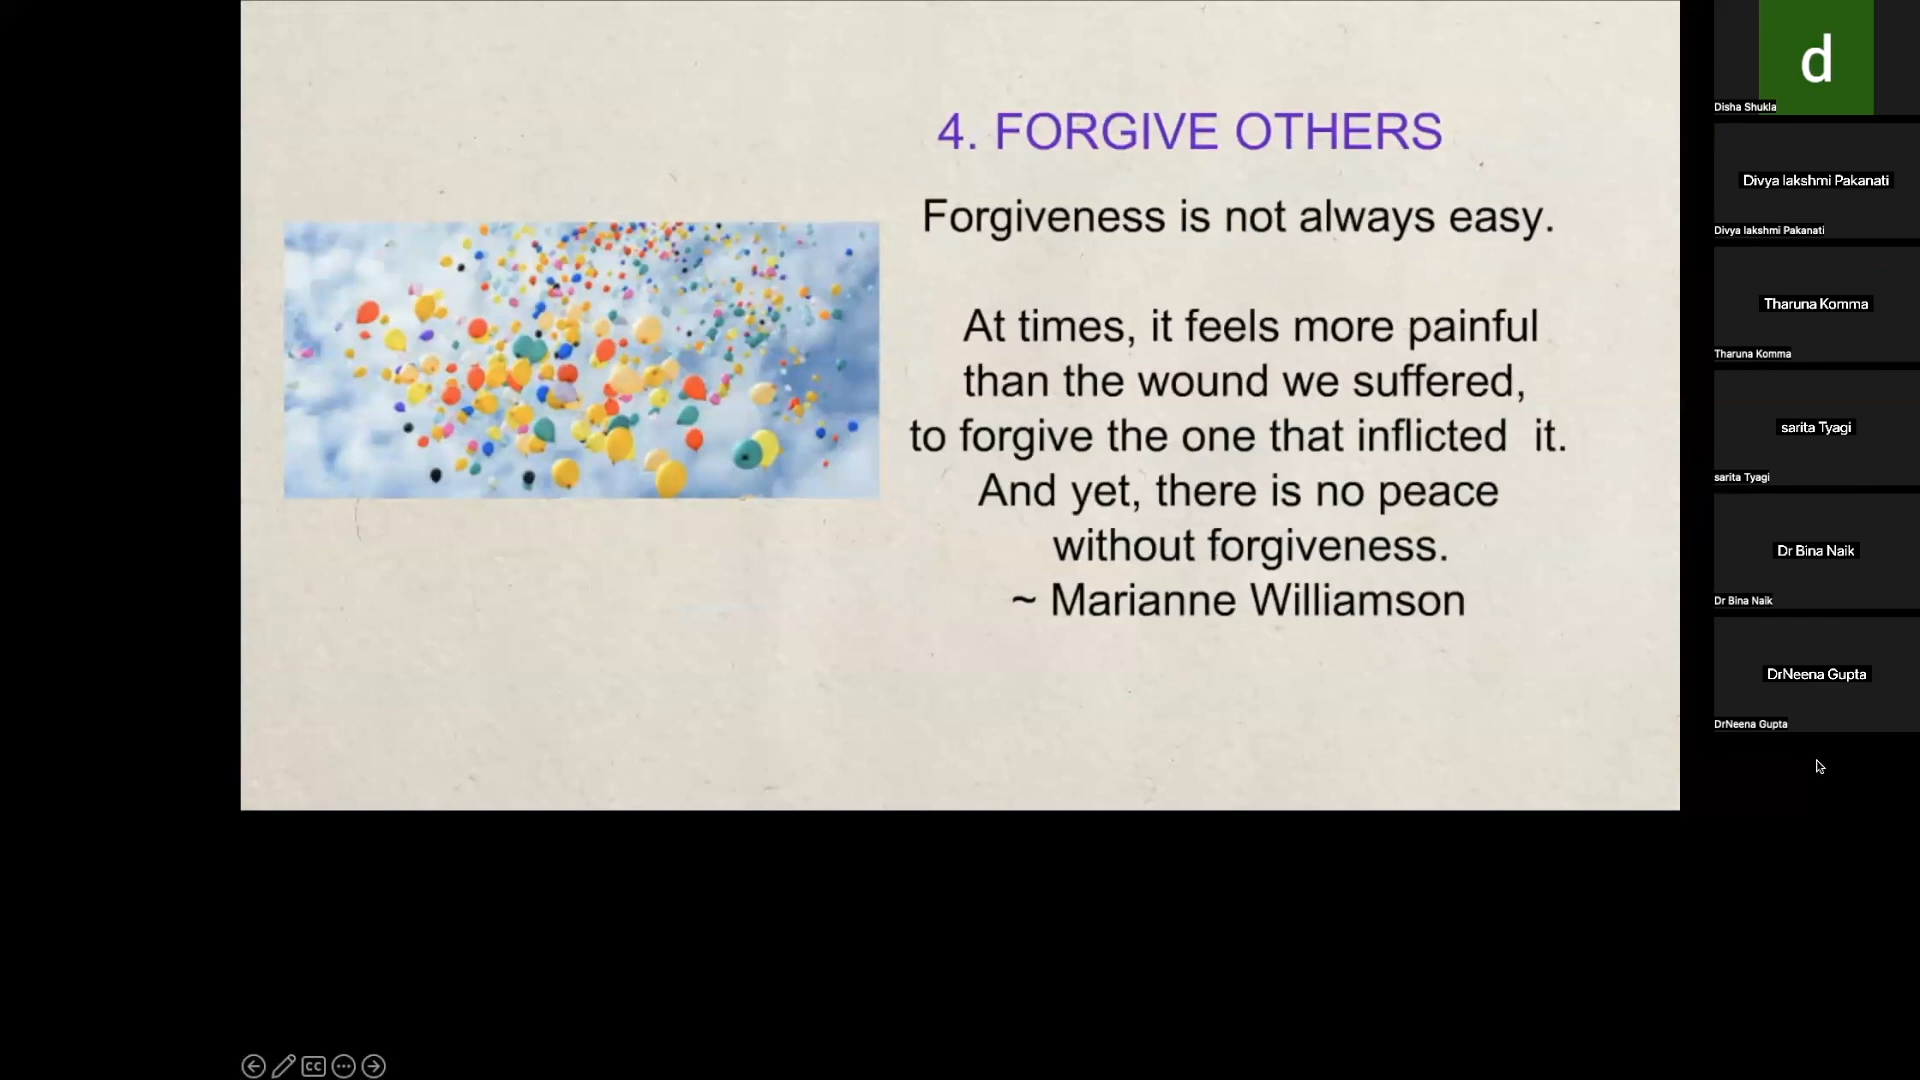 4. FORGIVE OTHERS
Forgiveness is not always easy.
At times, it feels more painful
than the wound we suffered,
to forgive the one that inflicted  it.
And yet, there is no peace
without forgiveness.
~ Marianne Williamson
d
Disha Shukla
Divya lakshmi Pakanati
Divya lakshmi Pakanati
Tharuna Komma
Tharuna Komma
sarita Tyagi
sarita Tyagi
Dr Bina Naik
Dr Bina Naik
DrNeena Gupta
DrNeena Gupta
CC